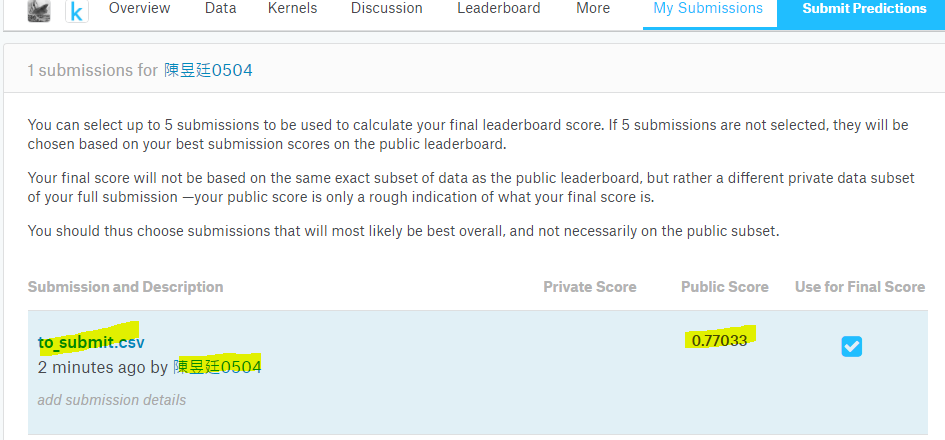 k Overview Data Kernels Discussion Leaderboard More My Submissions Submit Predictions
1 submissions for 陳昱廷0504
You can select up to 5 submissions to be used to calculate your final leaderboard score. If 5 submissions are not selected, they will be
chosen based on your best submission scores on the public leaderboard.
Your final score will not be based on the same exact subset of data as the public leaderboard, but rather a different private data subset
of your full submission —your public score is only a rough indication of what your final score is.
You should thus choose submissions that will most likely be best overall, and not necessarily on the public subset.
Submission and Description Private Score Public Score Use for Final Score
to_submit.csv 0.77033
2 minutes ago by 陳昱廷0504
add submission details